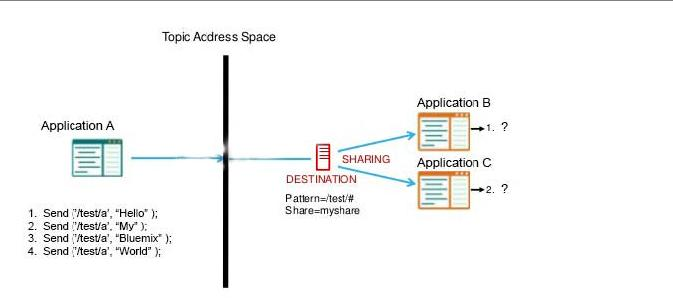 Topic Acdress Space
Application A
1. Send ('/test/a', "Hello" );
2. Send ('/test/a', "My" );
3. Send ('/test/a', "Bluemix" );
4. Send ('/test/a', "World" );
SHARING
DESTINATION
Pattern=/test/#
Share=myshare
Application B
1. ?
Application C
2. ?